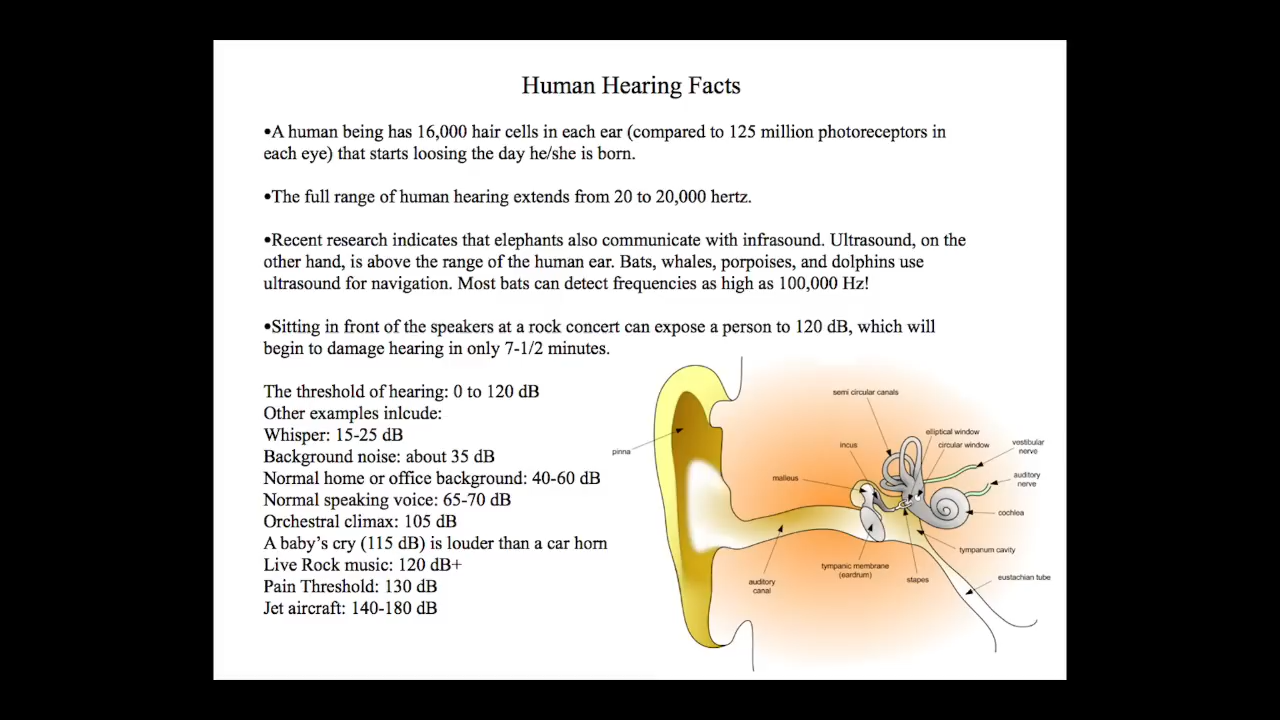 Human Hearing Facts
•A human being has 16,000 hair cells in each ear (compared to 125 million photoreceptors in
each eye) that starts loosing the day he/she is born.
•The full range of human hearing extends from 20 to 20,000 hertz.
•Recent research indicates that elephants also communicate with infrasound. Ultrasound, on the
other hand, is above the range of the human ear. Bats, whales, porpoises, and dolphins use
ultrasound for navigation. Most bats can detect frequencies as high as 100,000 Hz!
•Sitting in front of the speakers at a rock concert can expose a person to 120 dB, which will
begin to damage hearing in only 7-1/2 minutes.
The threshold of hearing: 0 to 120 dB
Other examples inlcude:
Whisper: 15-25 dB
Background noise: about 35 dB
Normal home or office background: 40-60 dB
Normal speaking voice: 65-70 dB
Orchestral climax: 105 dB
A baby’s cry (115 dB) is louder than a car horn
Live Rock music: 120 dB+
Pain Threshold: 130 dB
Jet aircraft: 140-180 dB
semi circular canals
elliptical window
circular window
incus
vestibular
nerve
pinna
malleus
auditory
nerve
cochlea
tympanum cavity
tympanic membrane
(eardrum)
stapes
auditory
canal
eustachian tube